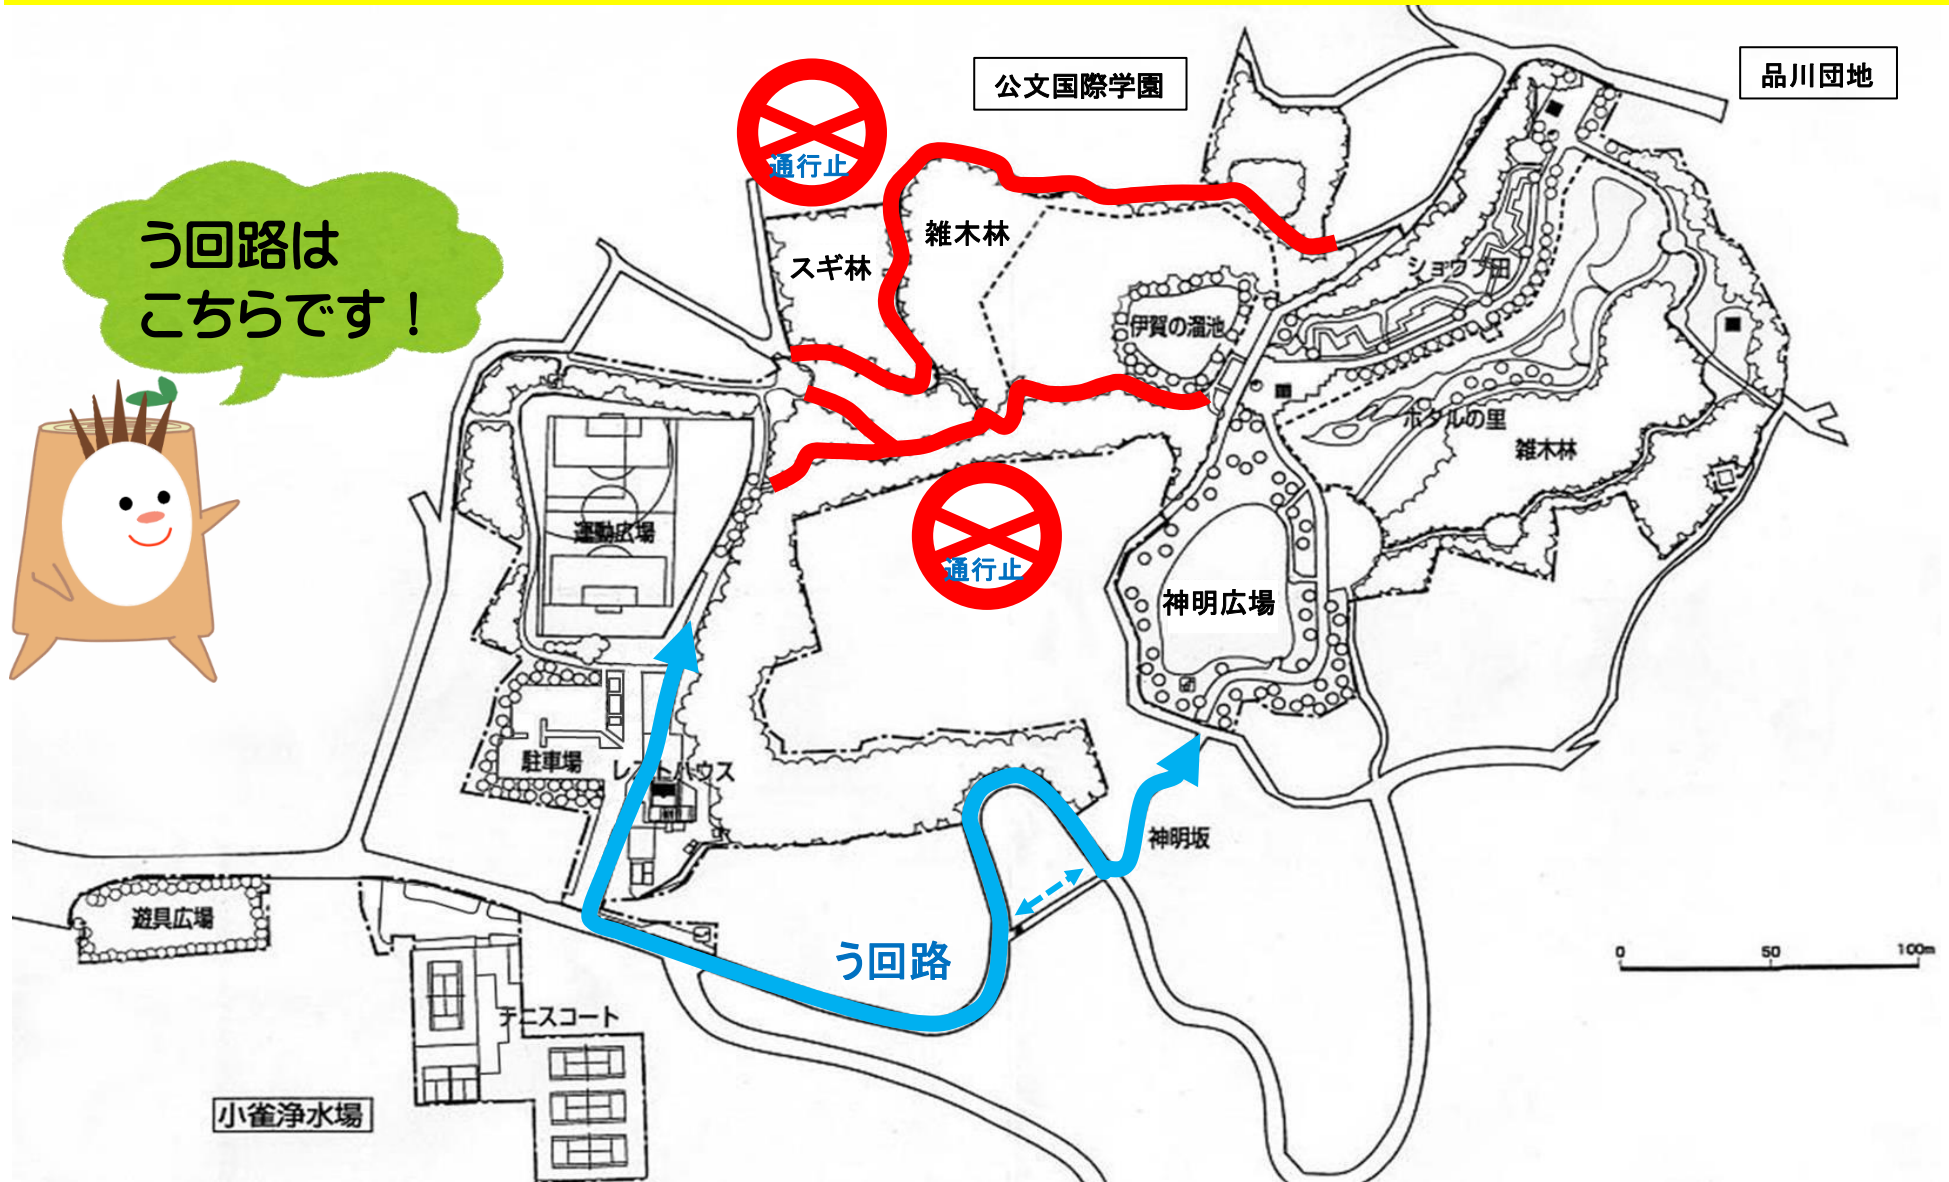 公文国際学園
品川団地
通行止
う回路は
こちらです！
雑木林
スギ林
ショウブ田
伊賀の溜池
ホタルの里
雑木林
運動広場
通行止
神明広場
駐車場
レストハウス
神明坂
遊具広場
う回路
0 50 100m
テニスコート
小雀浄水場